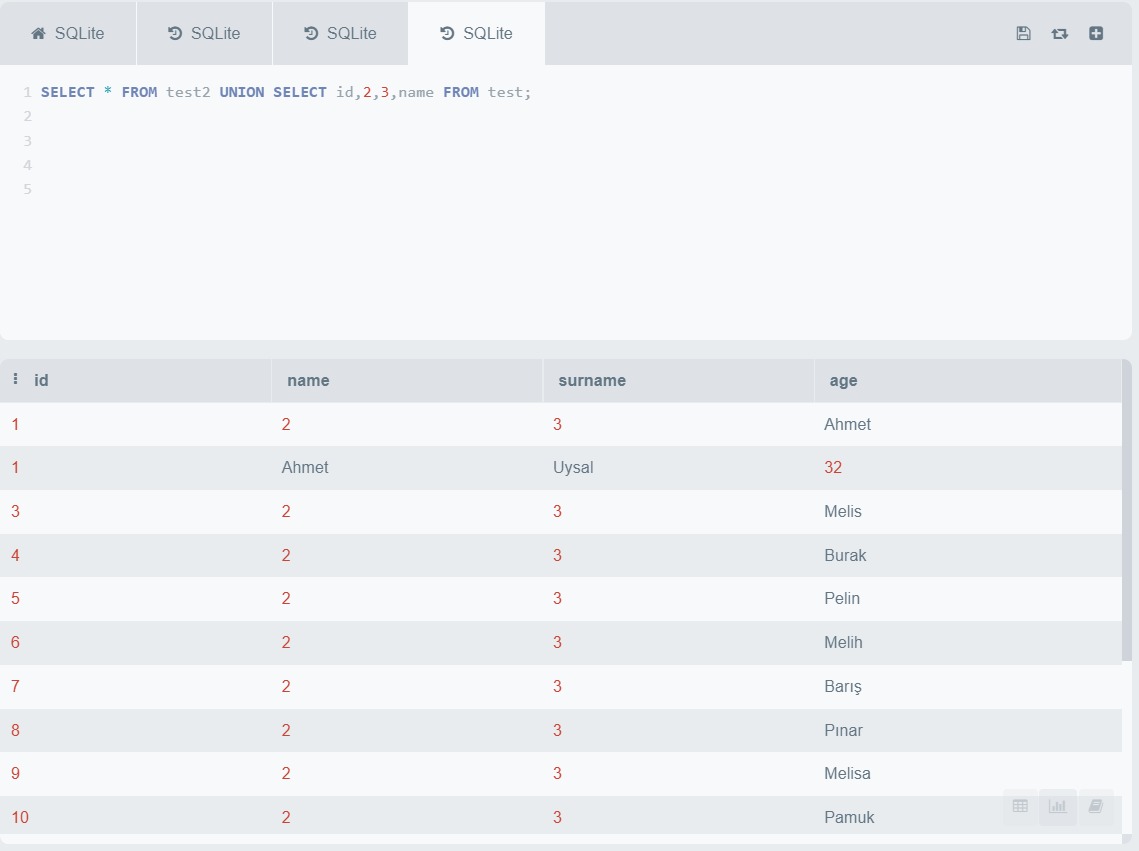 SQLite SQLite SQLite SQLite
1 SELECT * FROM test2 UNION SELECT id,2,3,name FROM test;
2
3
4
5
id name surname age
1 2 3 Ahmet
1 Ahmet Uysal 32
3 2 3 Melis
4 2 3 Burak
5 2 3 Pelin
6 2 3 Melih
7 2 3 Barış
8 2 3 Pınar
9 2 3 Melisa
10 2 3 Pamuk